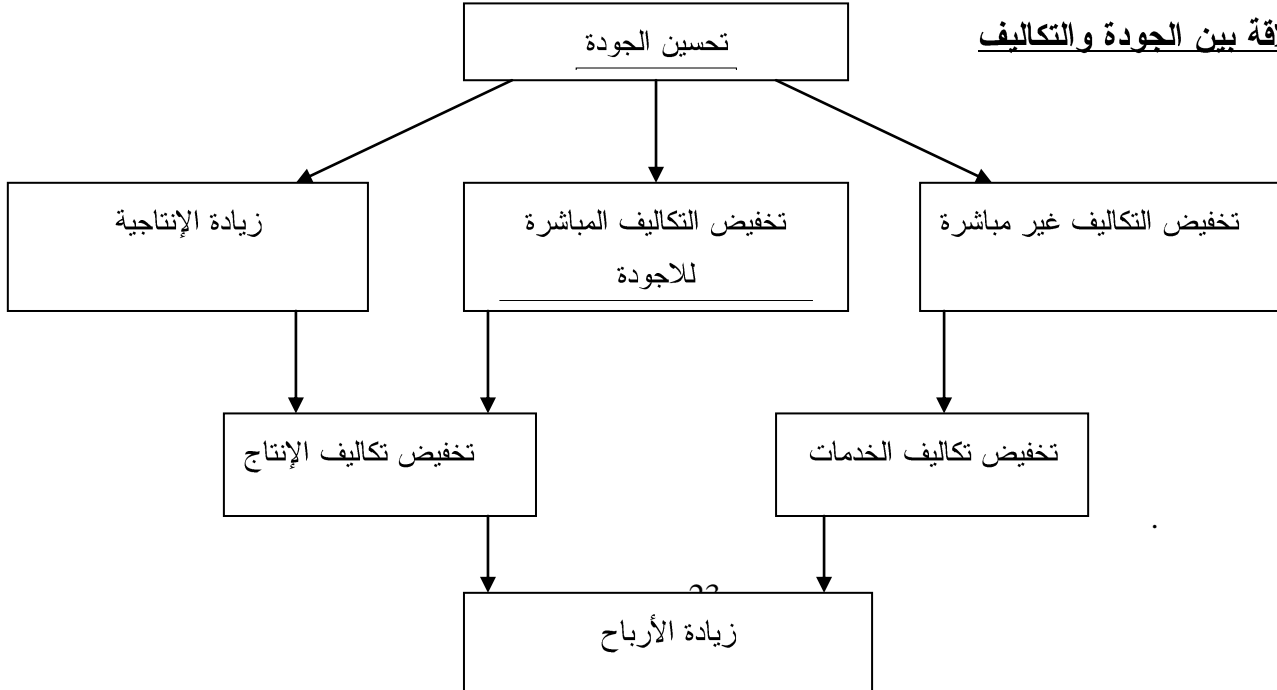 بين الجودة والتكاليف
تحسين الجودة
تخفيض التكاليف غير مباشرة
تخفيض التكاليف المباشرة
للاجودة
زيادة الإنتاجية
تخفيض تكاليف الخدمات
تخفيض تكاليف الإنتاج
.
زيادة الأرباح